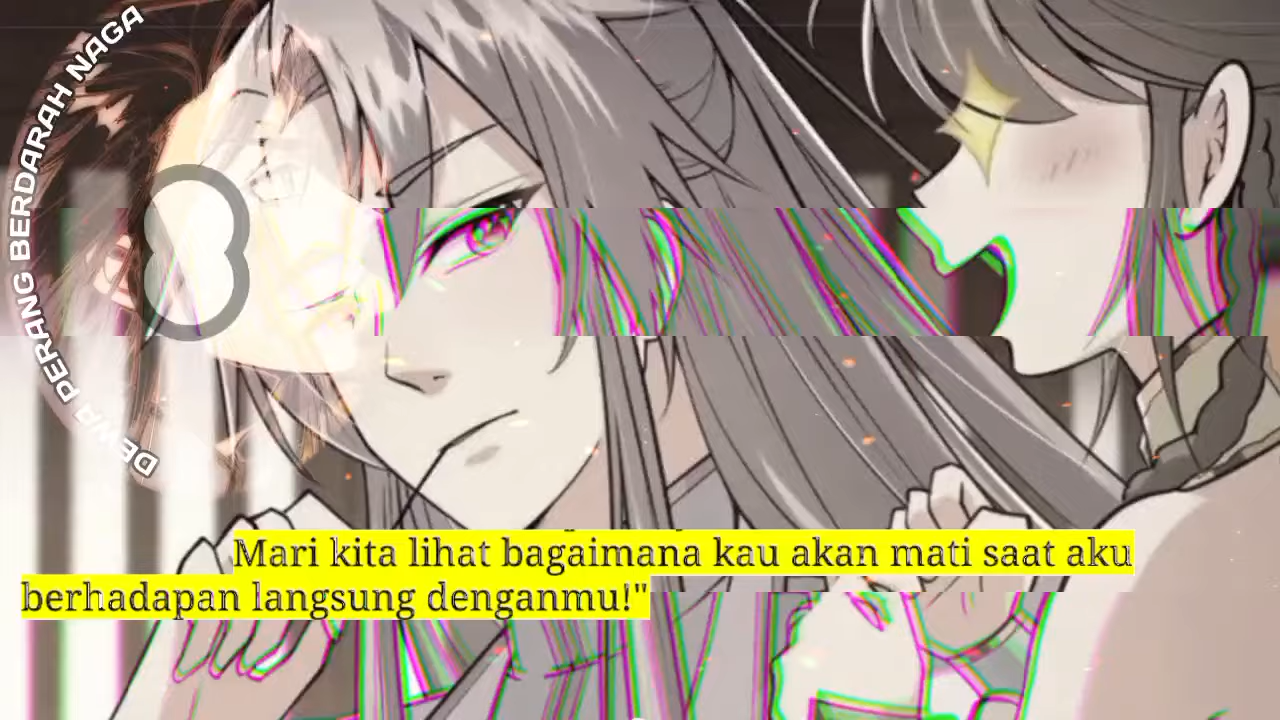 DEWA PERANG BERDARAH NAGA
Mari kita lihat bagaimana kau akan mati saat aku
berhadapan langsung denganmu!"